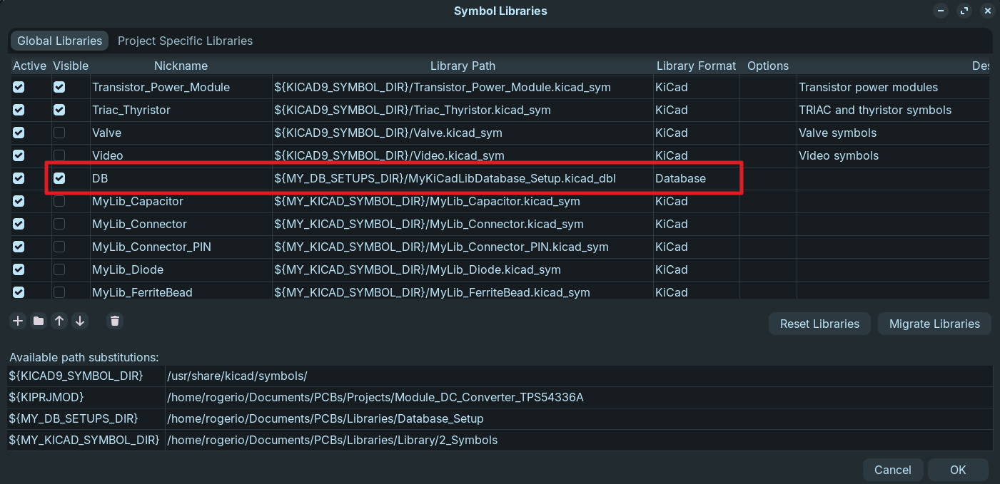 Symbol Libraries
Global Libraries Project Specific Libraries
Active Visible Nickname Library Path Library Format Options Des
Transistor_Power_Module ${KICAD9_SYMBOL_DIR}/Transistor_Power_Module.kicad_sym KiCad Transistor power modules
Triac_Thyristor ${KICAD9_SYMBOL_DIR}/Triac_Thyristor.kicad_sym KiCad TRIAC and thyristor symbols
Valve ${KICAD9_SYMBOL_DIR}/Valve.kicad_sym KiCad Valve symbols
Video ${KICAD9_SYMBOL_DIR}/Video.kicad_sym KiCad Video symbols
DB ${MY_DB_SETUPS_DIR}/MyKiCadLibDatabase_Setup.kicad_dbl Database
MyLib_Capacitor ${MY_KICAD_SYMBOL_DIR}/MyLib_Capacitor.kicad_sym KiCad
MyLib_Connector ${MY_KICAD_SYMBOL_DIR}/MyLib_Connector.kicad_sym KiCad
MyLib_Connector_PIN ${MY_KICAD_SYMBOL_DIR}/MyLib_Connector_PIN.kicad_sym KiCad
MyLib_Diode ${MY_KICAD_SYMBOL_DIR}/MyLib_Diode.kicad_sym KiCad
MyLib_FerriteBead ${MY_KICAD_SYMBOL_DIR}/MyLib_FerriteBead.kicad_sym KiCad
Reset Libraries Migrate Libraries
Available path substitutions:
${KICAD9_SYMBOL_DIR} /usr/share/kicad/symbols/
${KIPRJMOD} /home/rogerio/Documents/PCBs/Projects/Module_DC_Converter_TPS54336A
${MY_DB_SETUPS_DIR} /home/rogerio/Documents/PCBs/Libraries/Database_Setup
${MY_KICAD_SYMBOL_DIR} /home/rogerio/Documents/PCBs/Libraries/Library/2_Symbols
Cancel OK